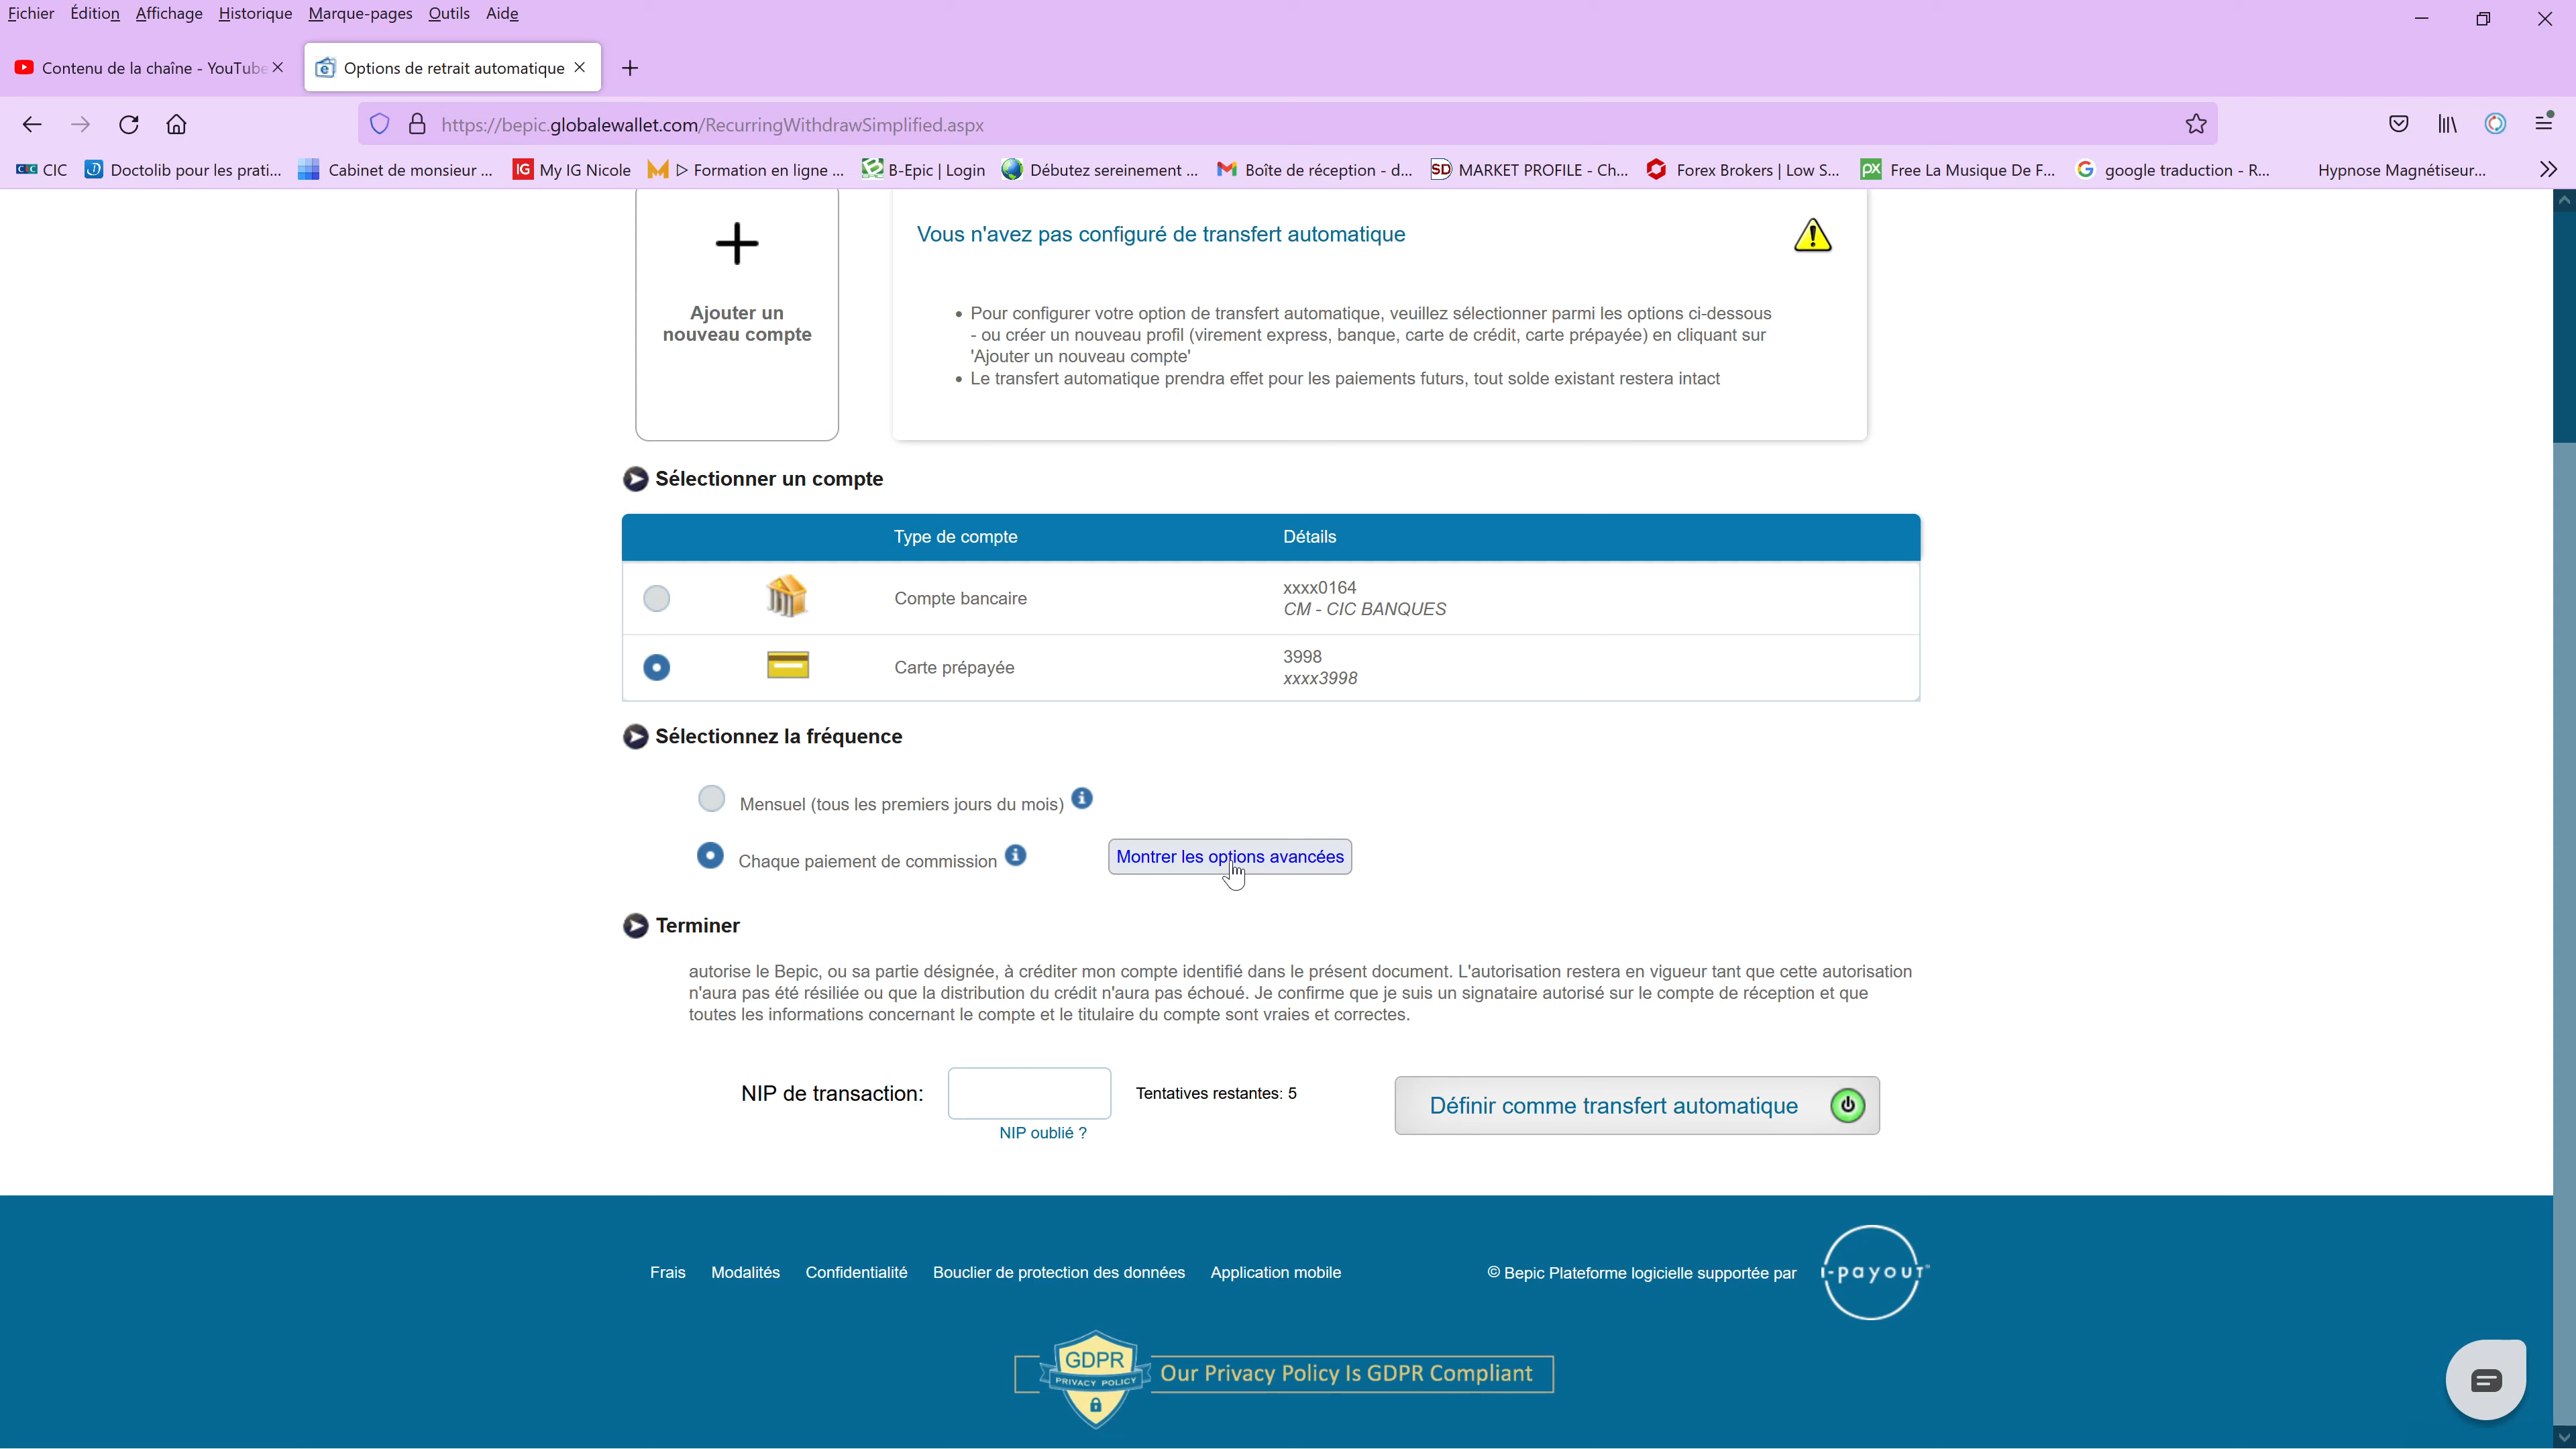 Fichier Édition Affichage Historique Marque-pages Outils Aide
Contenu de la chaîne - YouTube
Options de retrait automatique
https://bepic.globalewallet.com/RecurringWithdrawSimplified.aspx
CIC Doctolib pour les prati... Cabinet de monsieur ... IG My IG Nicole ▷ Formation en ligne ... B-Epic | Login Débutez sereinement ... Boîte de réception - d... SD MARKET PROFILE - Ch... Forex Brokers | Low S... px Free La Musique De F... google traduction - R... Hypnose Magnétiseur...
Ajouter un
nouveau compte
Vous n'avez pas configuré de transfert automatique
• Pour configurer votre option de transfert automatique, veuillez sélectionner parmi les options ci-dessous
- ou créer un nouveau profil (virement express, banque, carte de crédit, carte prépayée) en cliquant sur
'Ajouter un nouveau compte'
• Le transfert automatique prendra effet pour les paiements futurs, tout solde existant restera intact
Sélectionner un compte
Type de compte Détails
Compte bancaire xxxx0164
CM - CIC BANQUES
Carte prépayée 3998
xxxx3998
Sélectionnez la fréquence
Mensuel (tous les premiers jours du mois)
Chaque paiement de commission Montrer les options avancées
Terminer
autorise le Bepic, ou sa partie désignée, à créditer mon compte identifié dans le présent document. L'autorisation restera en vigueur tant que cette autorisation
n'aura pas été résiliée ou que la distribution du crédit n'aura pas échoué. Je confirme que je suis un signataire autorisé sur le compte de réception et que
toutes les informations concernant le compte et le titulaire du compte sont vraies et correctes.
NIP de transaction: Tentatives restantes: 5 Définir comme transfert automatique
NIP oublié ?
Frais Modalités Confidentialité Bouclier de protection des données Application mobile © Bepic Plateforme logicielle supportée par i-payout™
GDPR
PRIVACY POLICY
Our Privacy Policy Is GDPR Compliant